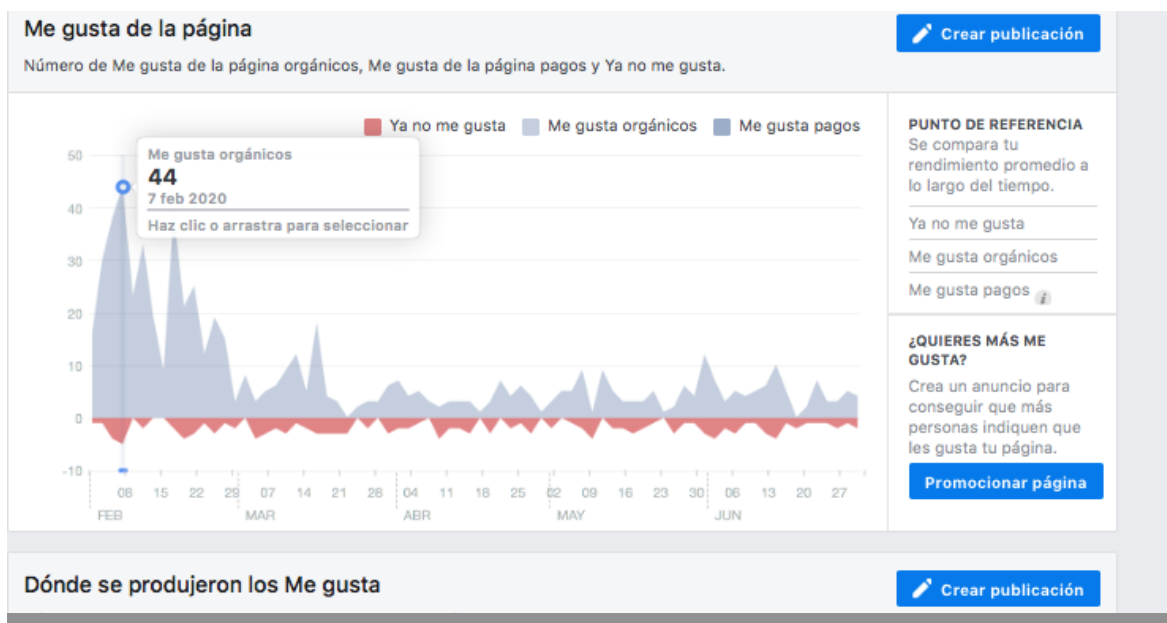 Me gusta de la página
Crear publicación
Número de Me gusta de la página orgánicos, Me gusta de la página pagos y Ya no me gusta.
Ya no me gusta Me gusta orgánicos Me gusta pagos
Me gusta orgánicos
44
7 feb 2020
Haz clic o arrastra para seleccionar
50
40
30
20
10
0
-10
08 15 22 29 07 14 21 28 04 11 18 25 02 09 16 23 30 06 13 20 27
FEB MAR ABR MAY JUN
PUNTO DE REFERENCIA
Se compara tu
rendimiento promedio a
lo largo del tiempo.
Ya no me gusta
Me gusta orgánicos
Me gusta pagos i
¿QUIERES MÁS ME
GUSTA?
Crea un anuncio para
conseguir que más
personas indiquen que
les gusta tu página.
Promocionar página
Dónde se produjeron los Me gusta
Crear publicación